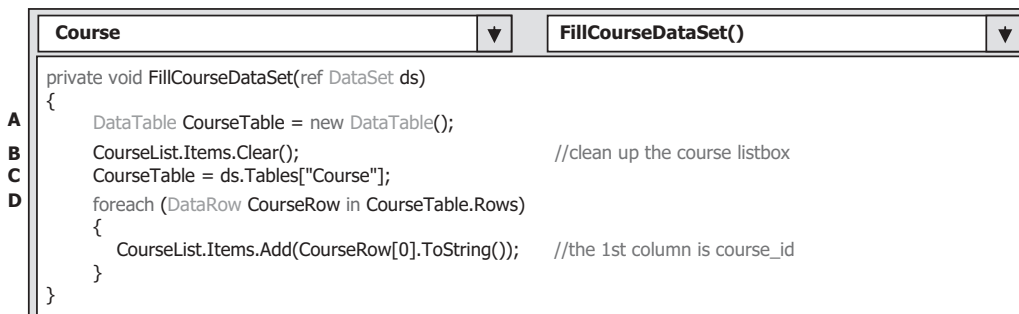 Course FillCourseDataSet()
private void FillCourseDataSet(ref DataSet ds)
{
A DataTable CourseTable = new DataTable();
B CourseList.Items.Clear(); //clean up the course listbox
C CourseTable = ds.Tables["Course"];
D foreach (DataRow CourseRow in CourseTable.Rows)
{
CourseList.Items.Add(CourseRow[0].ToString()); //the 1st column is course_id
}
}